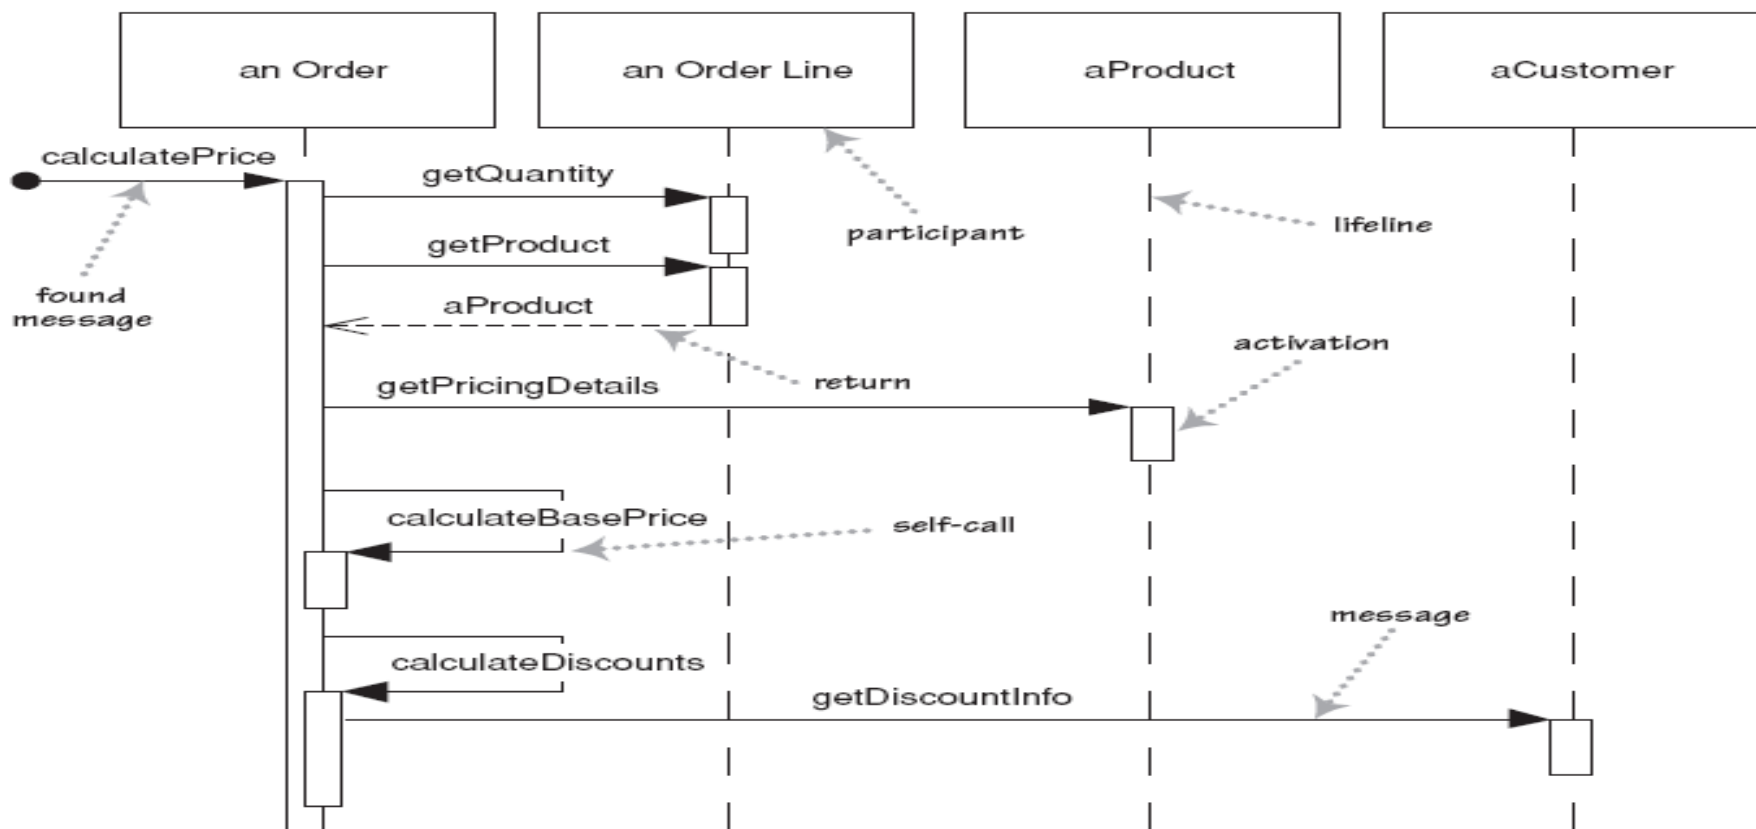 an Order
an Order Line
aProduct
aCustomer
calculatePrice
getQuantity
participant
lifeline
getProduct
found
message
aProduct
activation
return
getPricingDetails
calculateBasePrice
self-call
message
calculateDiscounts
getDiscountInfo